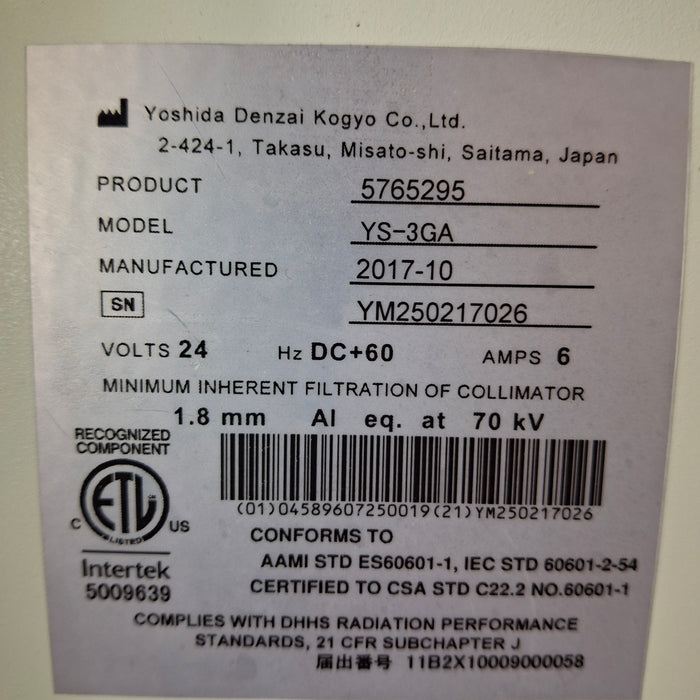 Yoshida Denzai Kogyo Co.,Ltd.
2-424-1, Takasu, Misato-shi, Saitama, Japan
PRODUCT 5765295
MODEL YS-3GA
MANUFACTURED 2017-10
SN YM250217026
VOLTS 24 Hz DC+60 AMPS 6
MINIMUM INHERENT FILTRATION OF COLLIMATOR
1.8 mm Al eq. at 70 kV
RECOGNIZED
COMPONENT
(01)04589607250019(21)YM250217026
C ETL US
LISTED
Intertek
5009639
CONFORMS TO
AAMI STD ES60601-1, IEC STD 60601-2-54
CERTIFIED TO CSA STD C22.2 NO.60601-1
COMPLIES WITH DHHS RADIATION PERFORMANCE
STANDARDS, 21 CFR SUBCHAPTER J
届出番号 11B2X10009000058